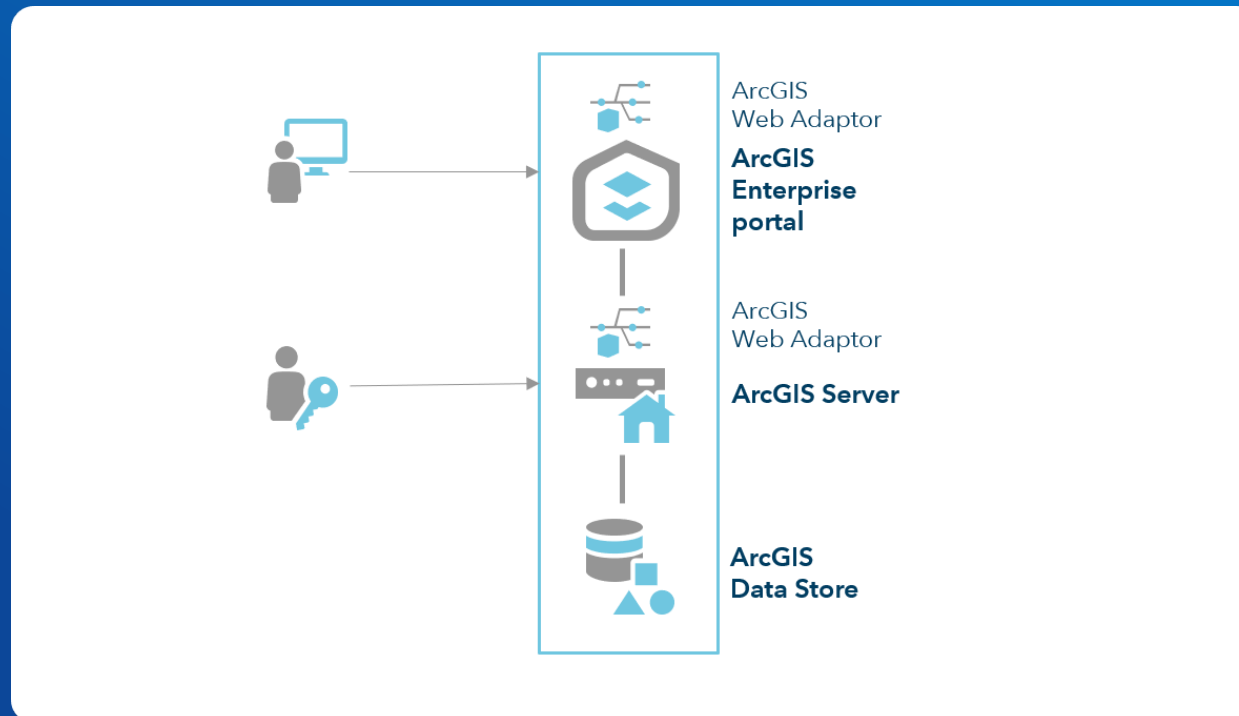 ArcGIS
Web Adaptor
ArcGIS
Enterprise
portal
ArcGIS
Web Adaptor
ArcGIS Server
ArcGIS
Data Store